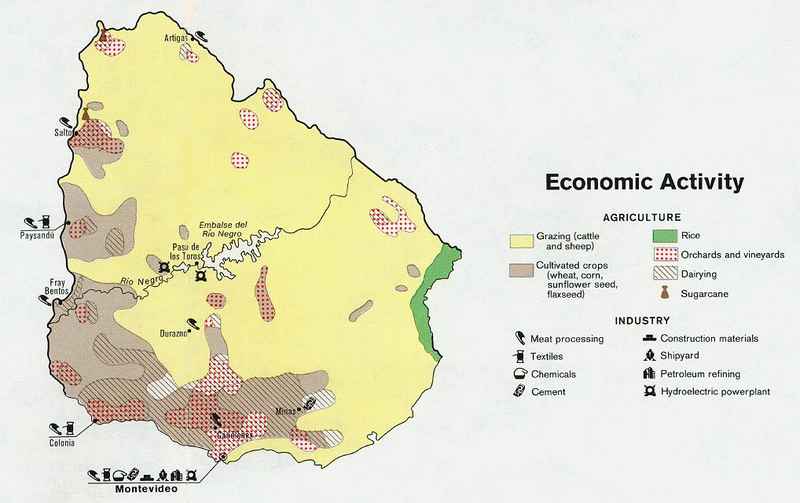 Economic Activity
AGRICULTURE
Grazing (cattle
and sheep)
Cultivated crops
(wheat, corn,
sunflower seed,
flaxseed)
Rice
Orchards and vineyards
Dairying
Sugarcane
INDUSTRY
Meat processing
Textiles
Chemicals
Cement
Construction materials
Shipyard
Petroleum refining
Hydroelectric powerplant
Artigas
Salto
Paysandú
Embalse del
Río Negro
Paso de
los Toros
Río Negro
Fray
Bentos
Durazno
Minas
Canelones
Colonia
Montevideo